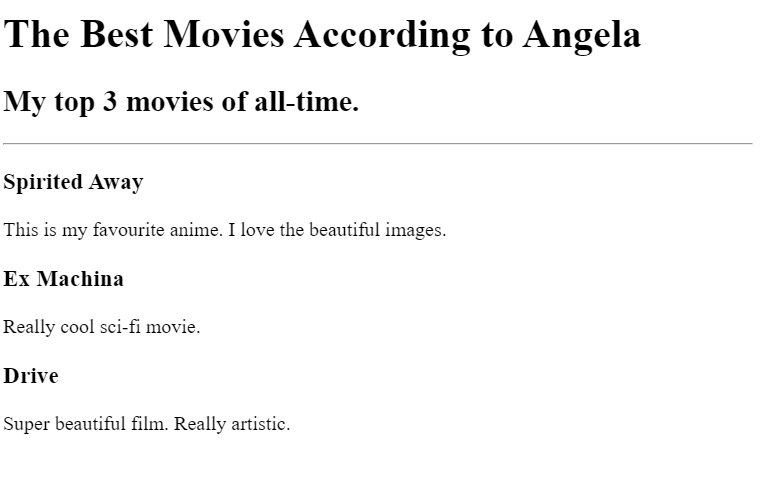 The Best Movies According to Angela
My top 3 movies of all-time.
Spirited Away
This is my favourite anime. I love the beautiful images.
Ex Machina
Really cool sci-fi movie.
Drive
Super beautiful film. Really artistic.